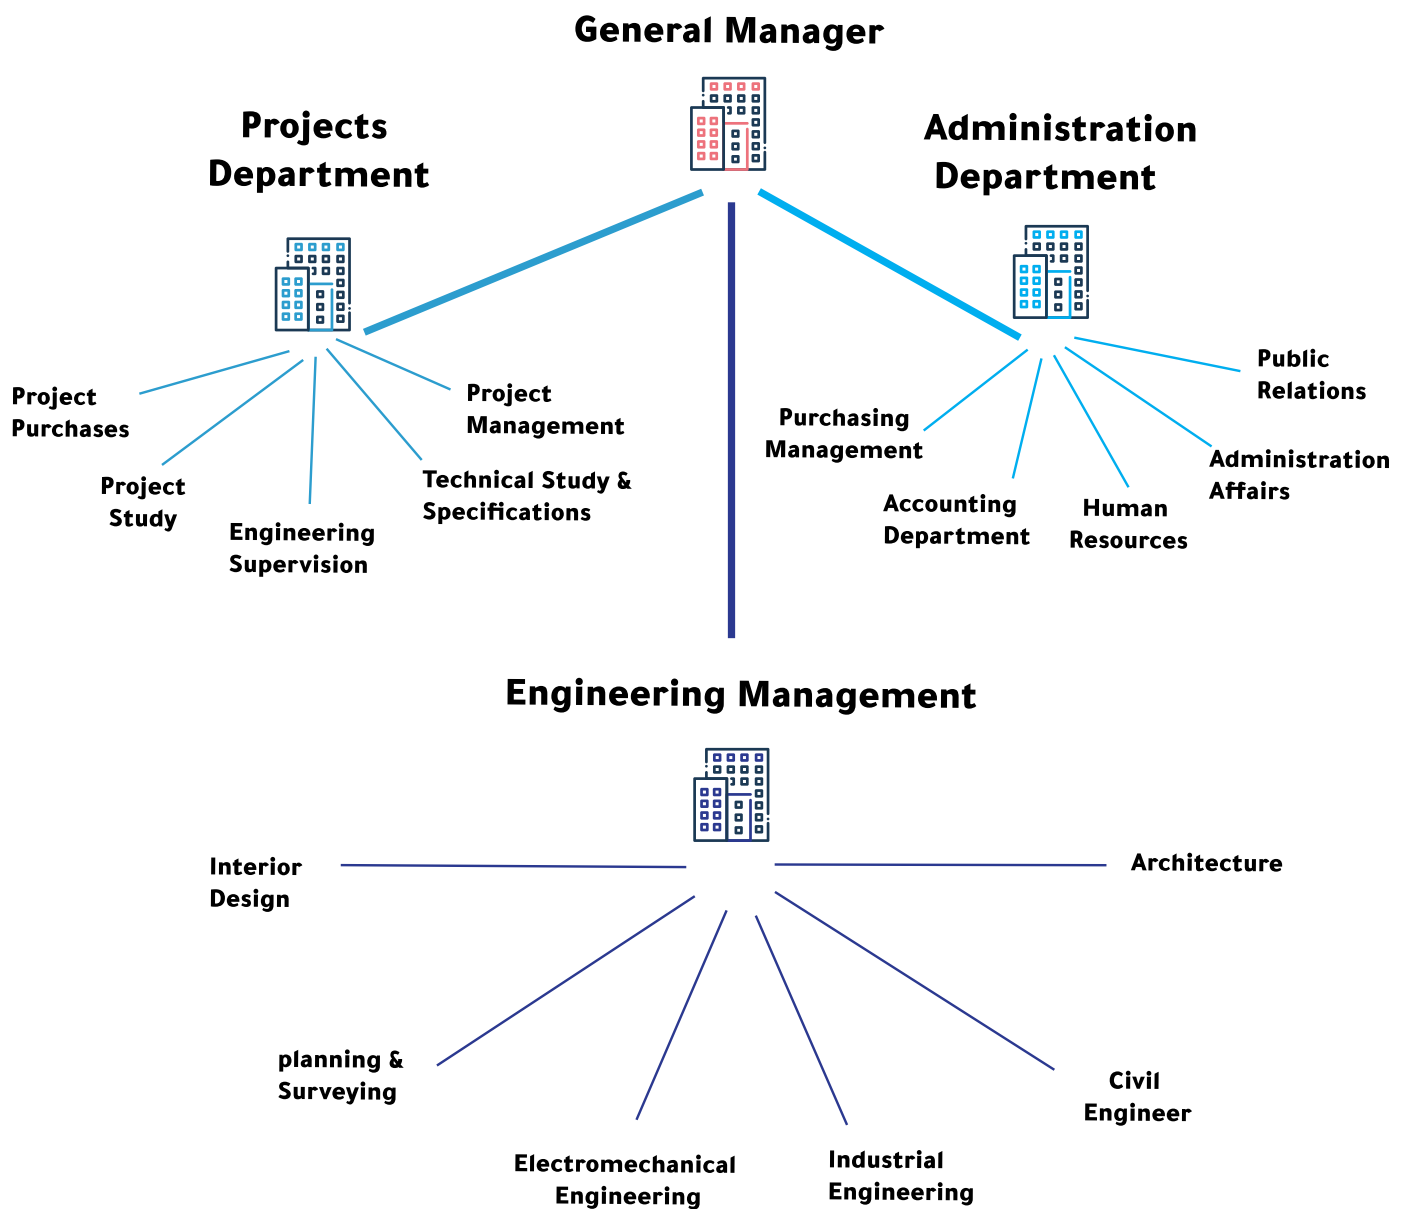 General Manager
Projects
Department
Administration
Department
Project
Purchases
Project
Study
Engineering
Supervision
Technical Study &
Specifications
Project
Management
Purchasing
Management
Accounting
Department
Human
Resources
Administration
Affairs
Public
Relations
Engineering Management
Interior
Design
planning &
Surveying
Electromechanical
Engineering
Industrial
Engineering
Civil
Engineer
Architecture